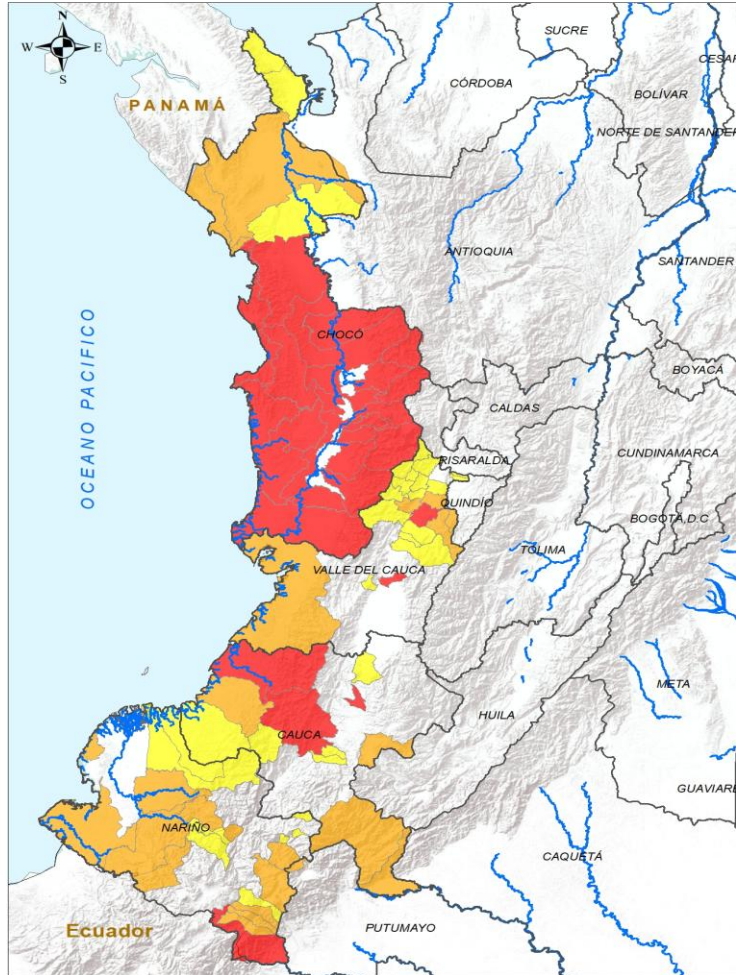 N
W E
S
SUCRE
CESAR
CÓRDOBA
BOLÍVAR
PANAMÁ
NORTE DE SANTANDER
ANTIOQUIA
SANTANDER
OCEANO PACIFICO
CHOCÓ
BOYACÁ
CALDAS
CUNDINAMARCA
RISARALDA
QUINDÍO
BOGOTÁ, D.C
TOLIMA
VALLE DEL CAUCA
META
HUILA
CAUCA
GUAVIARE
NARIÑO
CAQUETÁ
Ecuador
PUTUMAYO